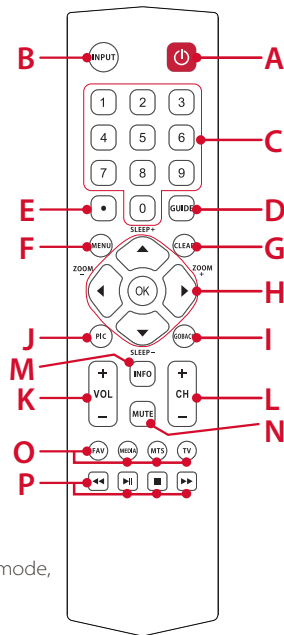 B INPUT A
1 2 3
C
4 5 6
7 8 9
E • 0 GUIDE D
SLEEP+
F MENU CLEAR G
ZOOM − ZOOM +
OK H
J PIC GOBACK I
SLEEP−
M INFO
+ +
K VOL CH L
− −
MUTE N
O FAV MEDIA MTS TV
P
mode,